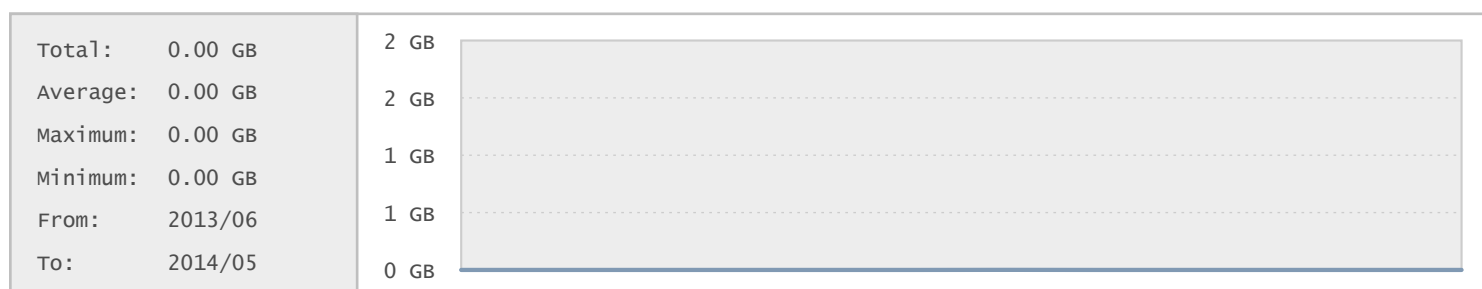 Total: 0.00 GB
Average: 0.00 GB
Maximum: 0.00 GB
Minimum: 0.00 GB
From: 2013/06
To: 2014/05
2 GB
2 GB
1 GB
1 GB
0 GB